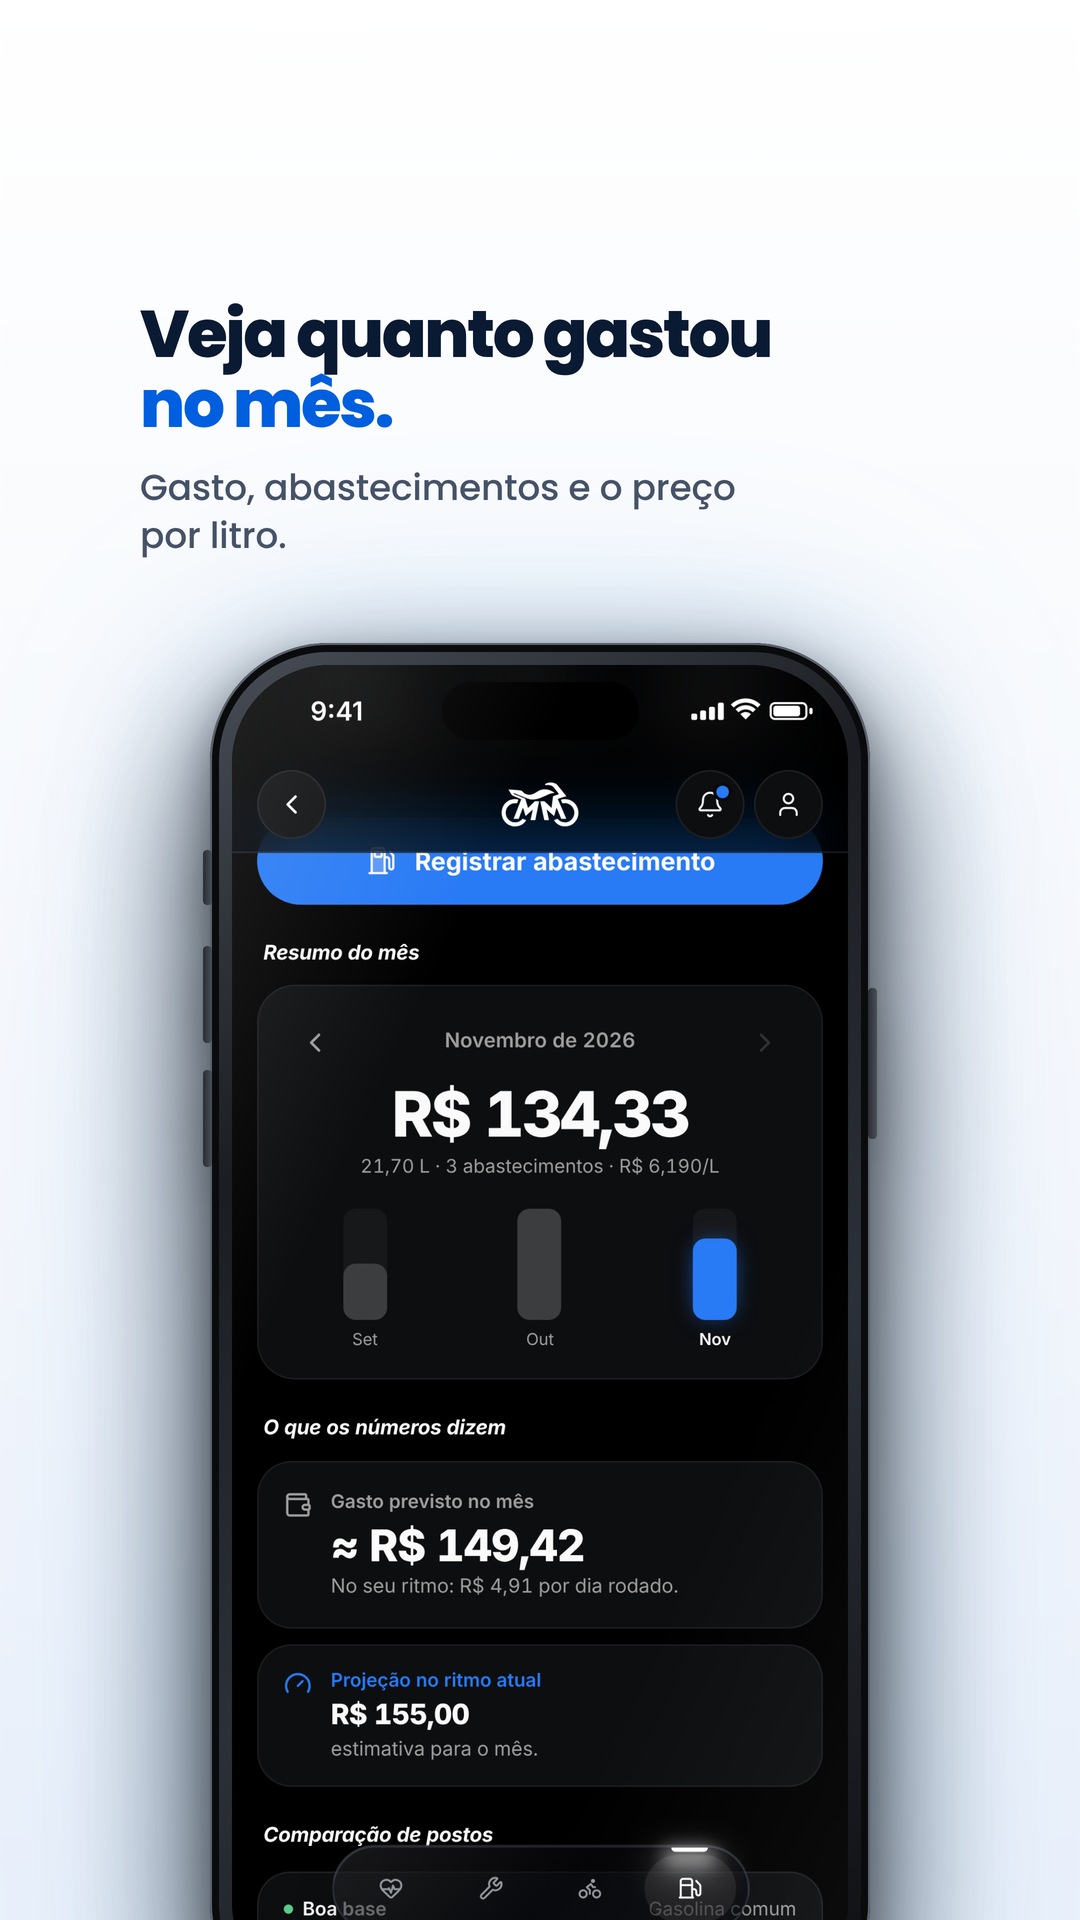 Veja quanto gastou
no mês.
Gasto, abastecimentos e o preço
por litro.
9:41
MM
Registrar abastecimento
Resumo do mês
Novembro de 2026
R$ 134,33
21,70 L · 3 abastecimentos · R$ 6,190/L
Set Out Nov
O que os números dizem
Gasto previsto no mês
≈ R$ 149,42
No seu ritmo: R$ 4,91 por dia rodado.
Projeção no ritmo atual
R$ 155,00
estimativa para o mês.
Comparação de postos
Boa base Gasolina comum